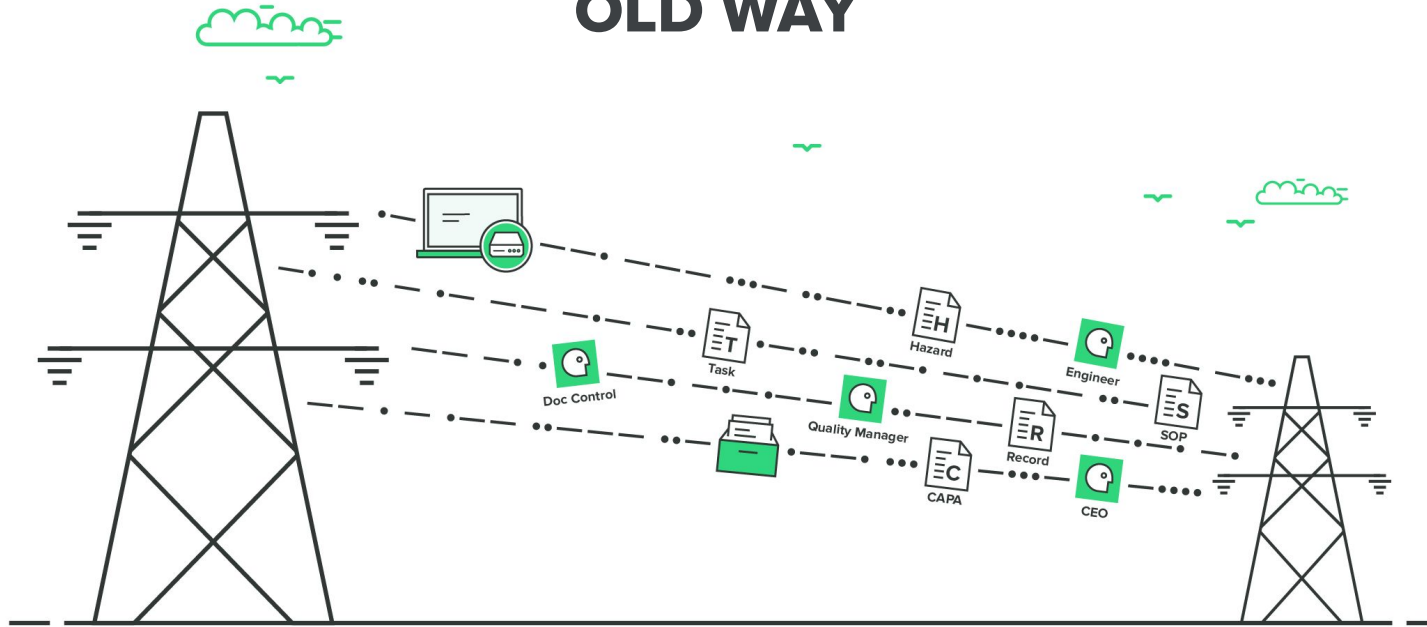 OLD WAY
H
Hazard
Engineer
T
Task
S
SOP
Doc Control
Quality Manager
R
Record
C
CAPA
CEO